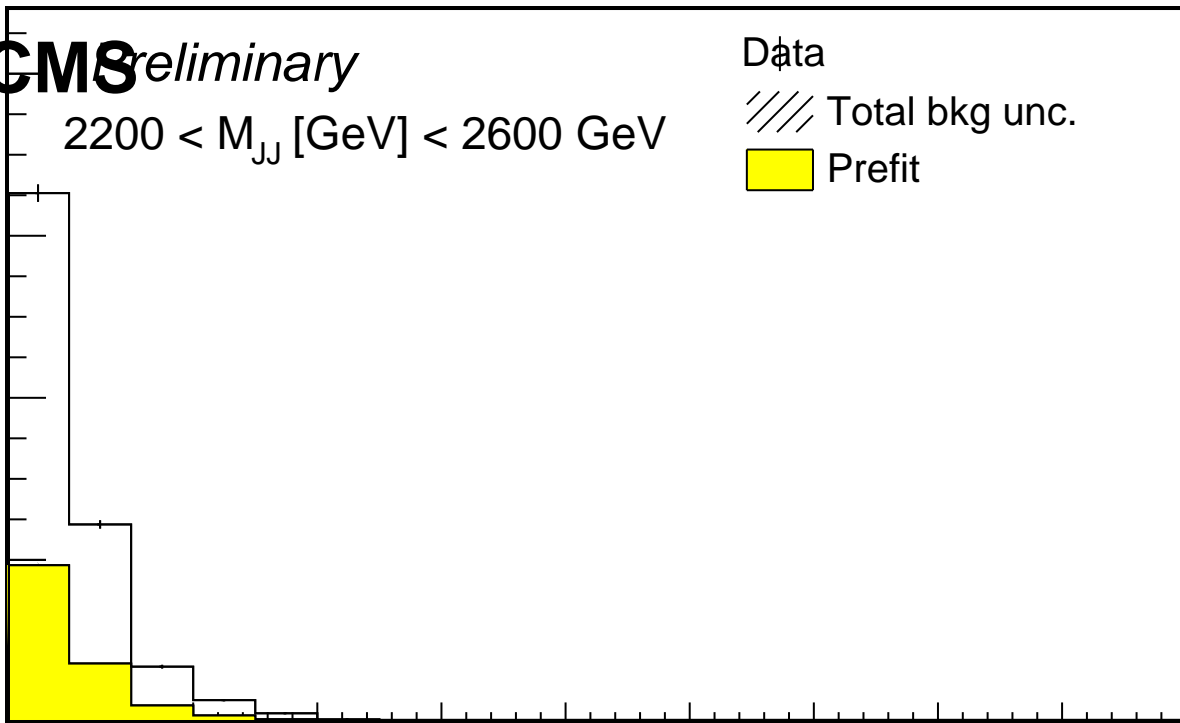 CMS Preliminary
2200 < M_JJ [GeV] < 2600 GeV
Data
Total bkg unc.
Prefit